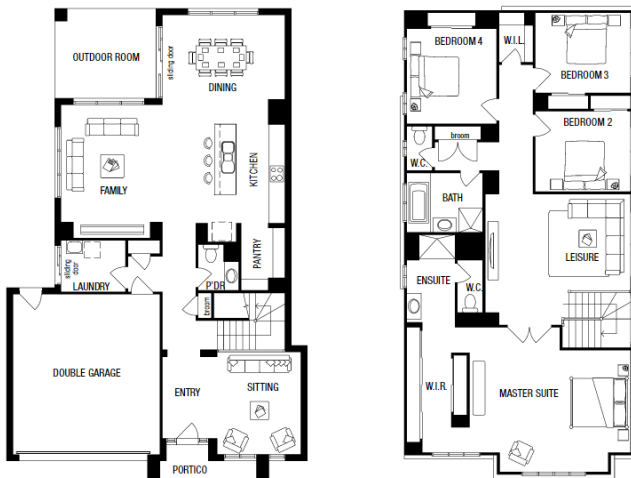 OUTDOOR ROOM
sliding door
DINING
FAMILY
KITCHEN
sliding door
LAUNDRY
P'DR
PANTRY
broom
DOUBLE GARAGE
ENTRY
SITTING
PORTICO
BEDROOM 4
W.I.L.
BEDROOM 3
BEDROOM 2
broom
W.C.
BATH
LEISURE
ENSUITE
W.C.
W.I.R.
MASTER SUITE